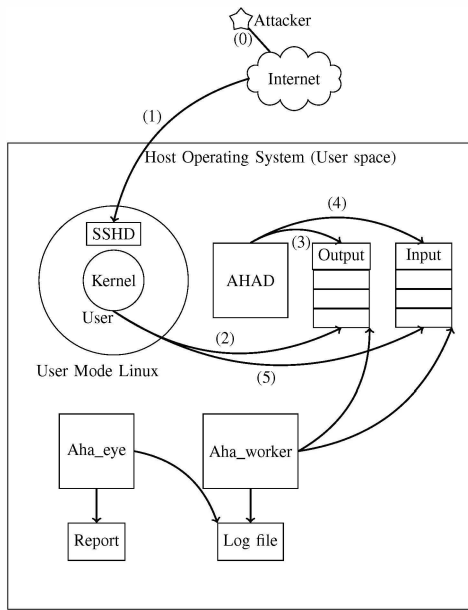 Attacker
(0)
Internet
(1)
Host Operating System (User space)
(4)
SSHD
(3)
Output
Input
Kernel
AHAD
User
(2)
User Mode Linux
(5)
Aha_eye
Aha_worker
Report
Log file